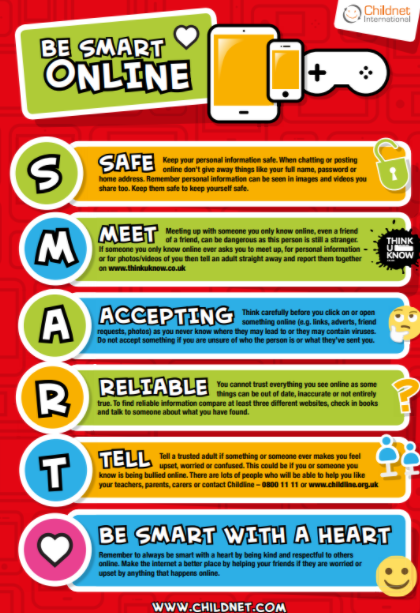 Childnet
International
BE SMART
ONLINE
S
SAFE Keep your personal information safe. When chatting or posting
online don't give away things like your full name, password or
home address. Remember personal information can be seen in images and videos you
share too. Keep them safe to keep yourself safe.
M
MEET Meeting up with someone you only know online, even a friend
of a friend, can be dangerous as this person is still a stranger.
If someone you only know online ever asks you to meet up, for personal information
or for photos/videos of you then tell an adult straight away and report them together
on www.thinkuknow.co.uk
THINK
U
KNOW
A
ACCEPTING Think carefully before you click on or open
something online (e.g. links, adverts, friend
requests, photos) as you never know where they may lead to or they may contain viruses.
Do not accept something if you are unsure of who the person is or what they've sent you.
R
RELIABLE You cannot trust everything you see online as some
things can be out of date, inaccurate or not entirely
true. To find reliable information compare at least three different websites, check in books
and talk to someone about what you have found.
?
T
TELL Tell a trusted adult if something or someone ever makes you feel
upset, worried or confused. This could be if you or someone you
know is being bullied online. There are lots of people who will be able to help you like
your teachers, parents, carers or contact Childline – 0800 11 11 or www.childline.org.uk
BE SMART WITH A HEART
Remember to always be smart with a heart by being kind and respectful to others
online. Make the internet a better place by helping your friends if they are worried or
upset by anything that happens online.
WWW.CHILDNET.COM